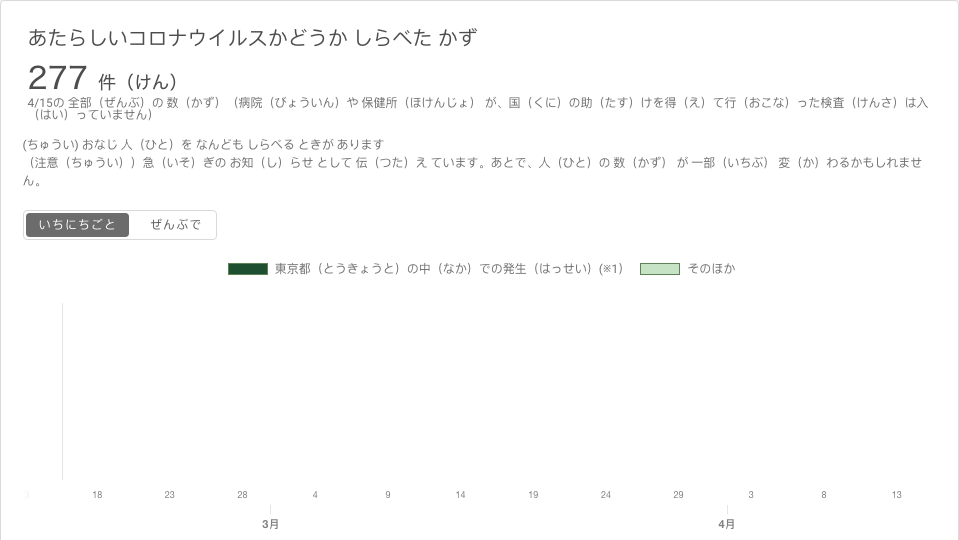 あたらしいコロナウイルスかどうか しらべた かず
277 件（けん）
4/15の 全部（ぜんぶ）の 数（かず）（病院（びょういん）や 保健所（ほけんじょ） が、国（くに）の助（たす）けを得（え）て行（おこな）った検査（けんさ）は入
（はい）っていません）
(ちゅうい) おなじ 人（ひと）を なんども しらべる ときが あります
（注意（ちゅうい））急（いそ）ぎの お知（し）らせ として 伝（つた）え ています。あとで、人（ひと）の 数（かず） が 一部（いちぶ） 変（か）わるかもしれませ
ん。
いちにちごと ぜんぶで
東京都（とうきょうと）の中（なか）での発生（はっせい）(※1） そのほか
18 23 28 4 9 14 19 24 29 3 8 13
3月 4月